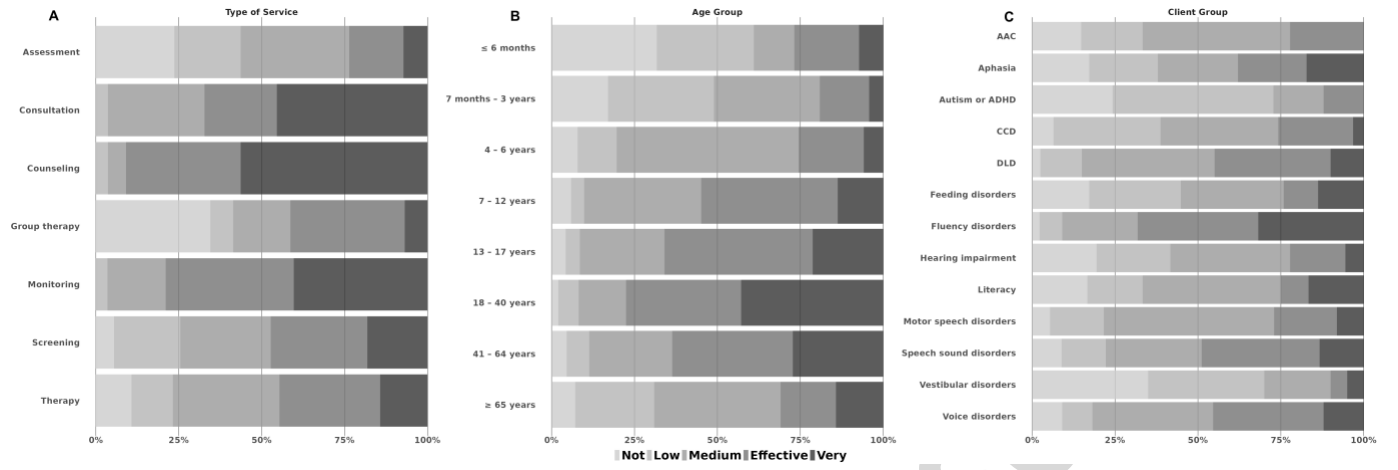 A
Type of Service
Assessment
Consultation
Counseling
Group therapy
Monitoring
Screening
Therapy
0% 25% 50% 75% 100%
B
Age Group
≤ 6 months
7 months – 3 years
4 – 6 years
7 – 12 years
13 – 17 years
18 – 40 years
41 – 64 years
≥ 65 years
0% 25% 50% 75% 100%
Not Low Medium Effective Very
C
Client Group
AAC
Aphasia
Autism or ADHD
CCD
DLD
Feeding disorders
Fluency disorders
Hearing impairment
Literacy
Motor speech disorders
Speech sound disorders
Vestibular disorders
Voice disorders
0% 25% 50% 75% 100%